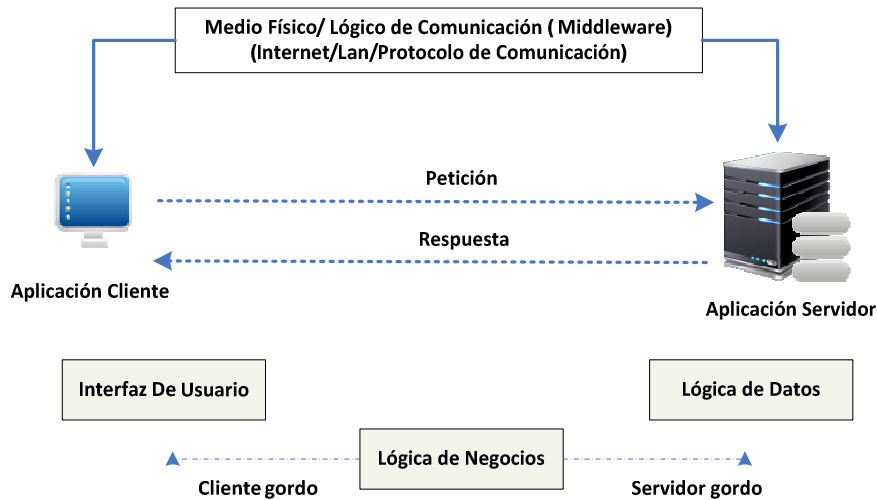 Medio Físico/ Lógico de Comunicación ( Middleware)
(Internet/Lan/Protocolo de Comunicación)
Petición
Respuesta
Aplicación Cliente
Aplicación Servidor
Interfaz De Usuario
Lógica de Datos
Lógica de Negocios
Cliente gordo
Servidor gordo